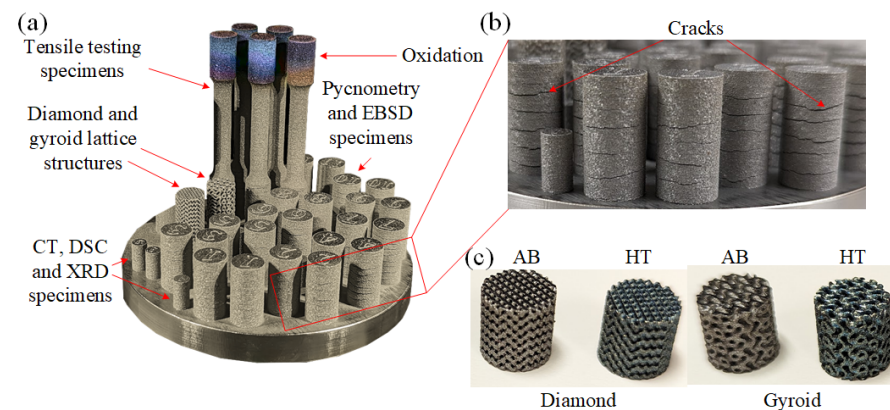 (a)
Tensile testing
specimens
Oxidation
Diamond and
gyroid lattice
structures
Pycnometry
and EBSD
specimens
CT, DSC
and XRD
specimens
(b)
Cracks
(c)
AB
HT
AB
HT
Diamond
Gyroid